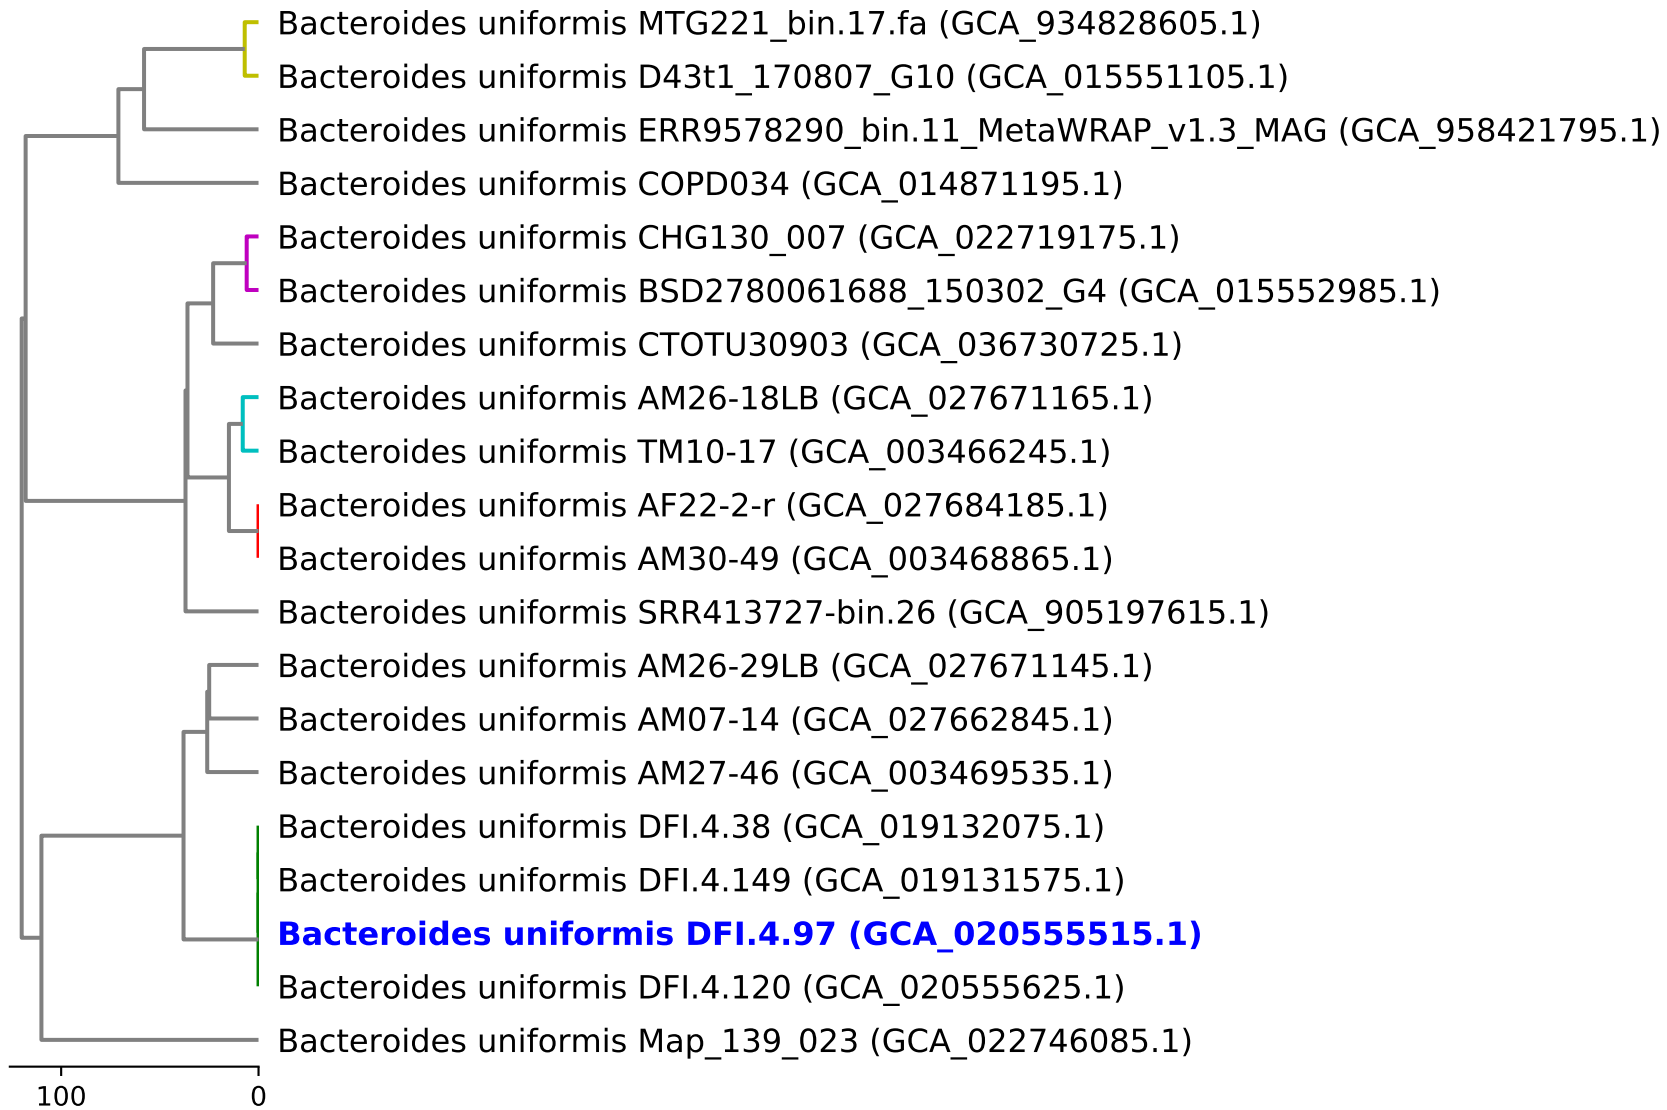 Bacteroides uniformis MTG221_bin.17.fa (GCA_934828605.1)
Bacteroides uniformis D43t1_170807_G10 (GCA_015551105.1)
Bacteroides uniformis ERR9578290_bin.11_MetaWRAP_v1.3_MAG (GCA_958421795.1)
Bacteroides uniformis COPD034 (GCA_014871195.1)
Bacteroides uniformis CHG130_007 (GCA_022719175.1)
Bacteroides uniformis BSD2780061688_150302_G4 (GCA_015552985.1)
Bacteroides uniformis CTOTU30903 (GCA_036730725.1)
Bacteroides uniformis AM26-18LB (GCA_027671165.1)
Bacteroides uniformis TM10-17 (GCA_003466245.1)
Bacteroides uniformis AF22-2-r (GCA_027684185.1)
Bacteroides uniformis AM30-49 (GCA_003468865.1)
Bacteroides uniformis SRR413727-bin.26 (GCA_905197615.1)
Bacteroides uniformis AM26-29LB (GCA_027671145.1)
Bacteroides uniformis AM07-14 (GCA_027662845.1)
Bacteroides uniformis AM27-46 (GCA_003469535.1)
Bacteroides uniformis DFI.4.38 (GCA_019132075.1)
Bacteroides uniformis DFI.4.149 (GCA_019131575.1)
Bacteroides uniformis DFI.4.97 (GCA_020555515.1)
Bacteroides uniformis DFI.4.120 (GCA_020555625.1)
Bacteroides uniformis Map_139_023 (GCA_022746085.1)
100 0